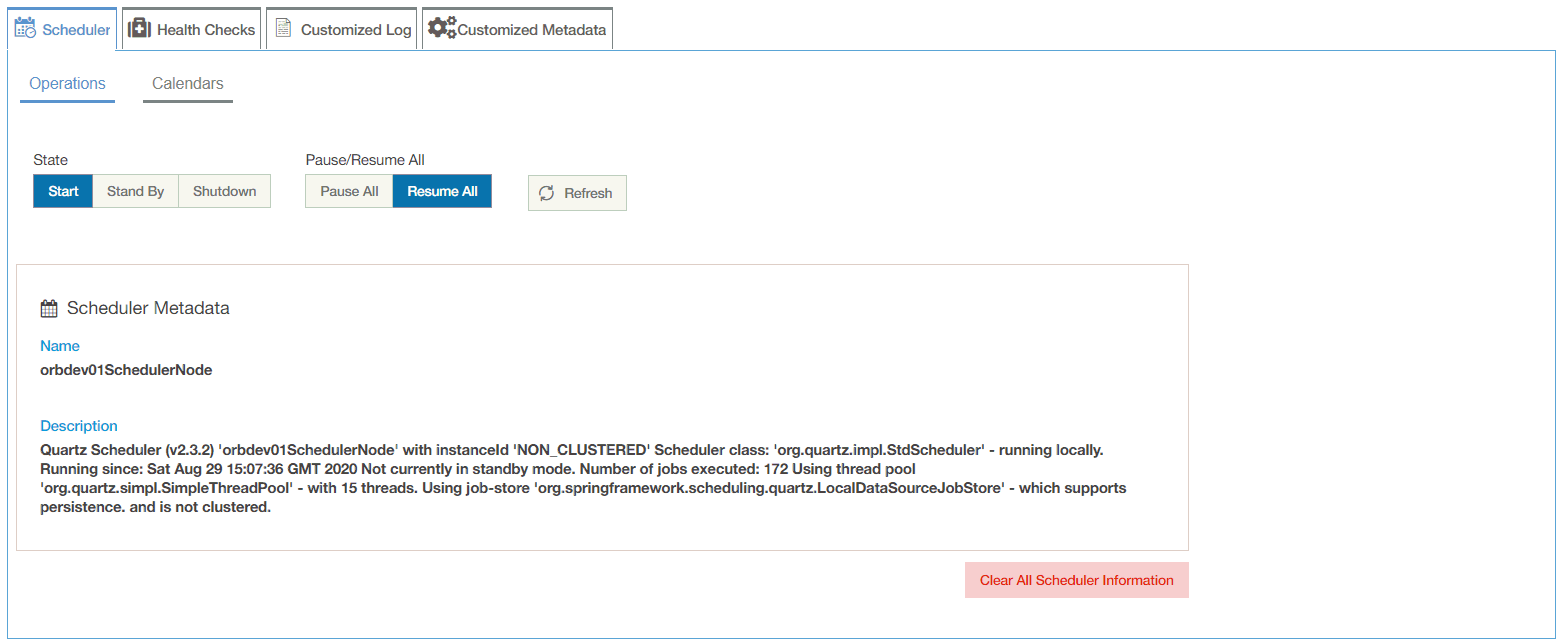 Scheduler Health Checks Customized Log Customized Metadata
Operations Calendars
State Pause/Resume All
Start Stand By Shutdown Pause All Resume All Refresh
Scheduler Metadata
Name
orbdev01SchedulerNode
Description
Quartz Scheduler (v2.3.2) 'orbdev01SchedulerNode' with instanceId 'NON_CLUSTERED' Scheduler class: 'org.quartz.impl.StdScheduler' - running locally.
Running since: Sat Aug 29 15:07:36 GMT 2020 Not currently in standby mode. Number of jobs executed: 172 Using thread pool
'org.quartz.simpl.SimpleThreadPool' - with 15 threads. Using job-store 'org.springframework.scheduling.quartz.LocalDataSourceJobStore' - which supports
persistence. and is not clustered.
Clear All Scheduler Information